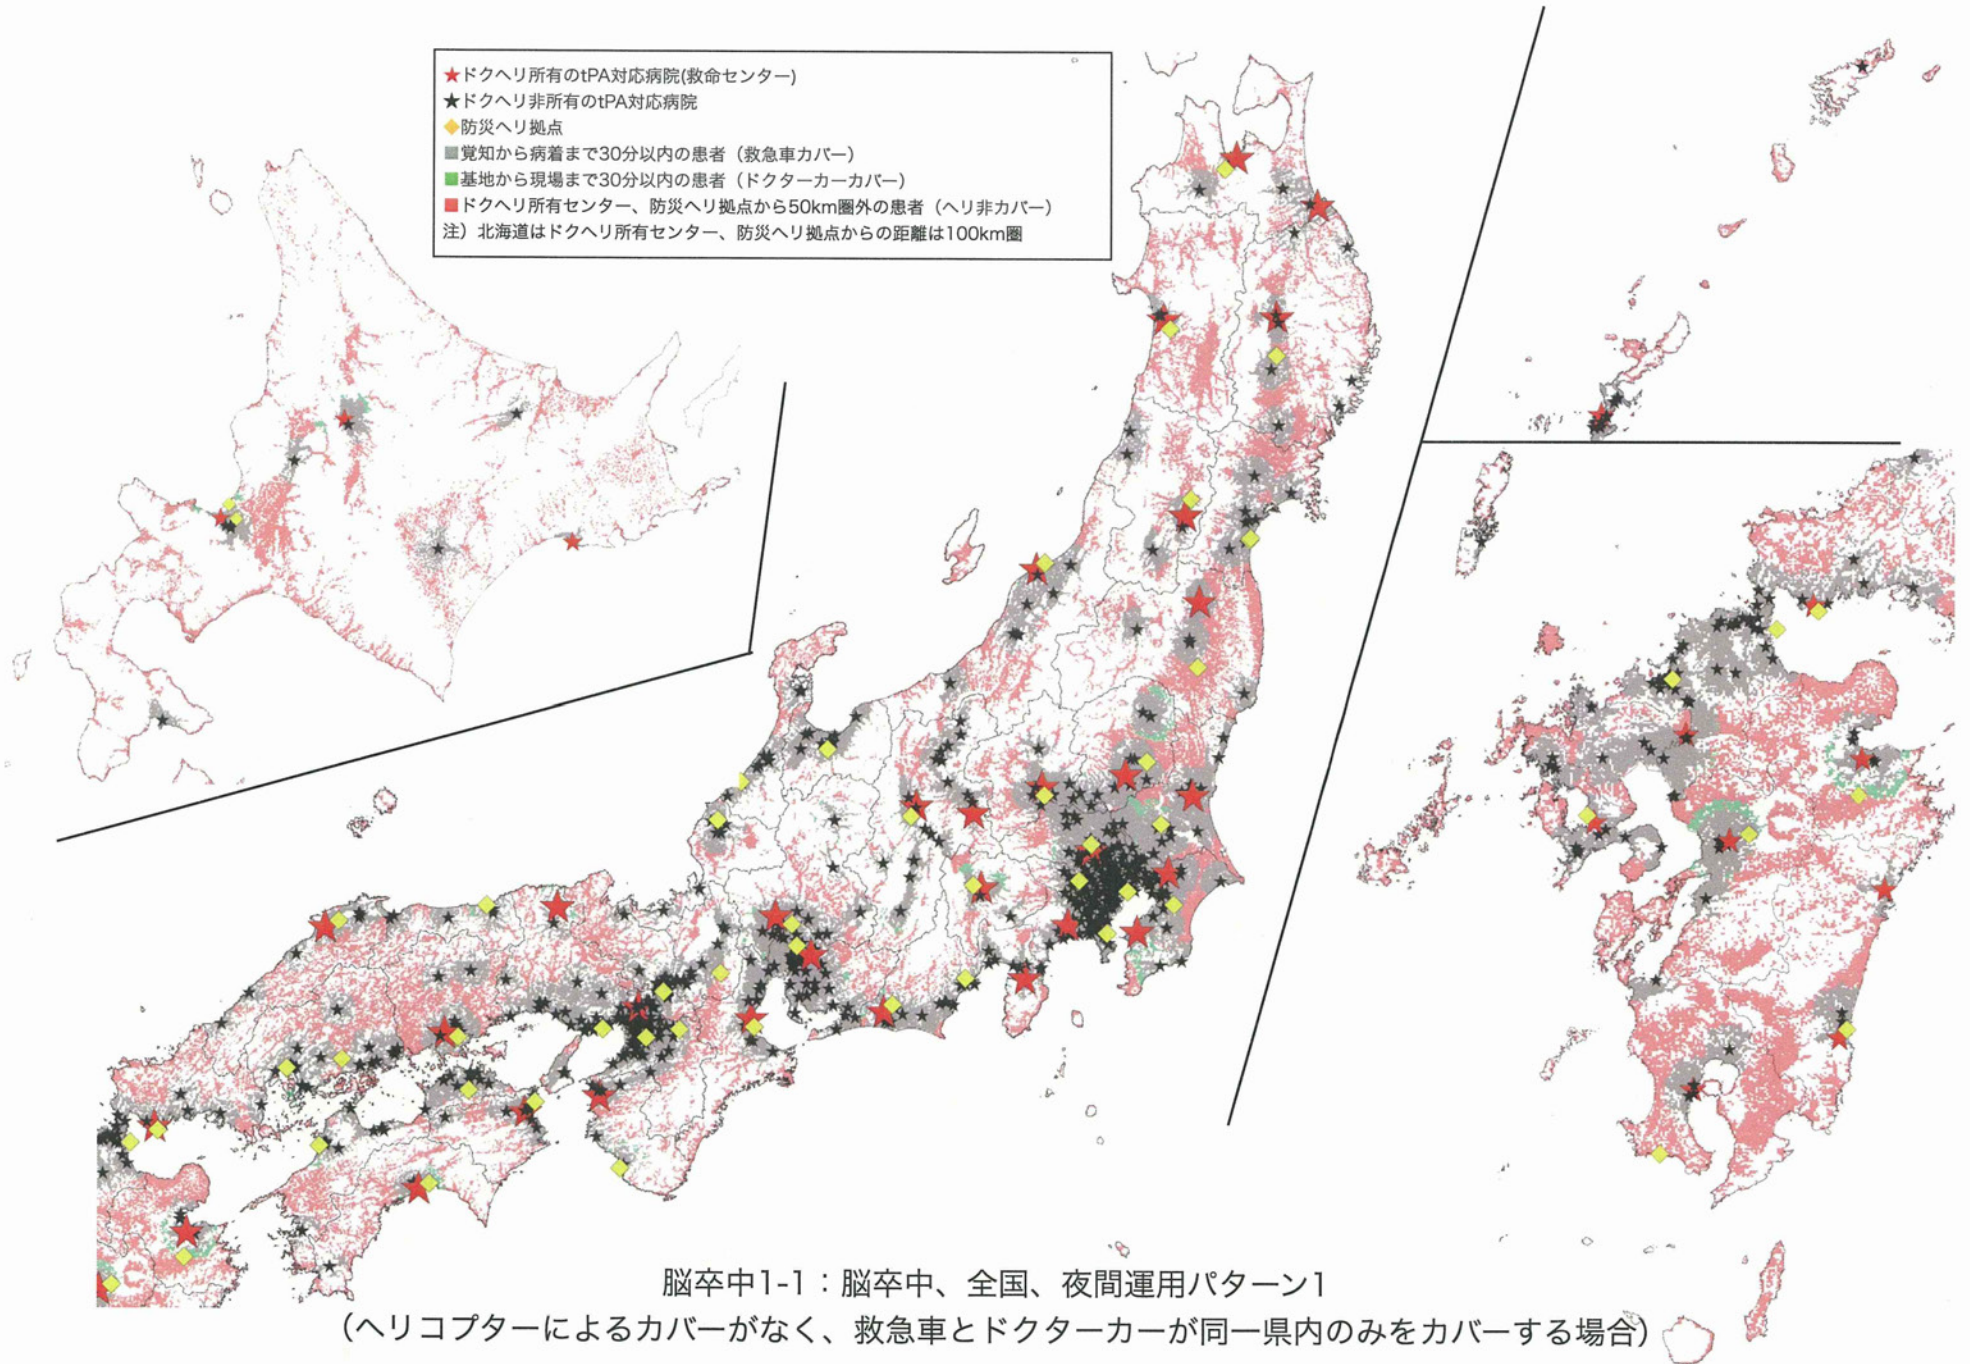 ★ドクヘリ所有のtPA対応病院(救命センター)
★ドクヘリ非所有のtPA対応病院
◆防災ヘリ拠点
■覚知から病着まで30分以内の患者（救急車カバー）
■基地から現場まで30分以内の患者（ドクターカーカバー）
■ドクヘリ所有センター、防災ヘリ拠点から50km圏外の患者（ヘリ非カバー）
注）北海道はドクヘリ所有センター、防災ヘリ拠点からの距離は100km圏
脳卒中1-1：脳卒中、全国、夜間運用パターン1
（ヘリコプターによるカバーがなく、救急車とドクターカーが同一県内のみをカバーする場合）